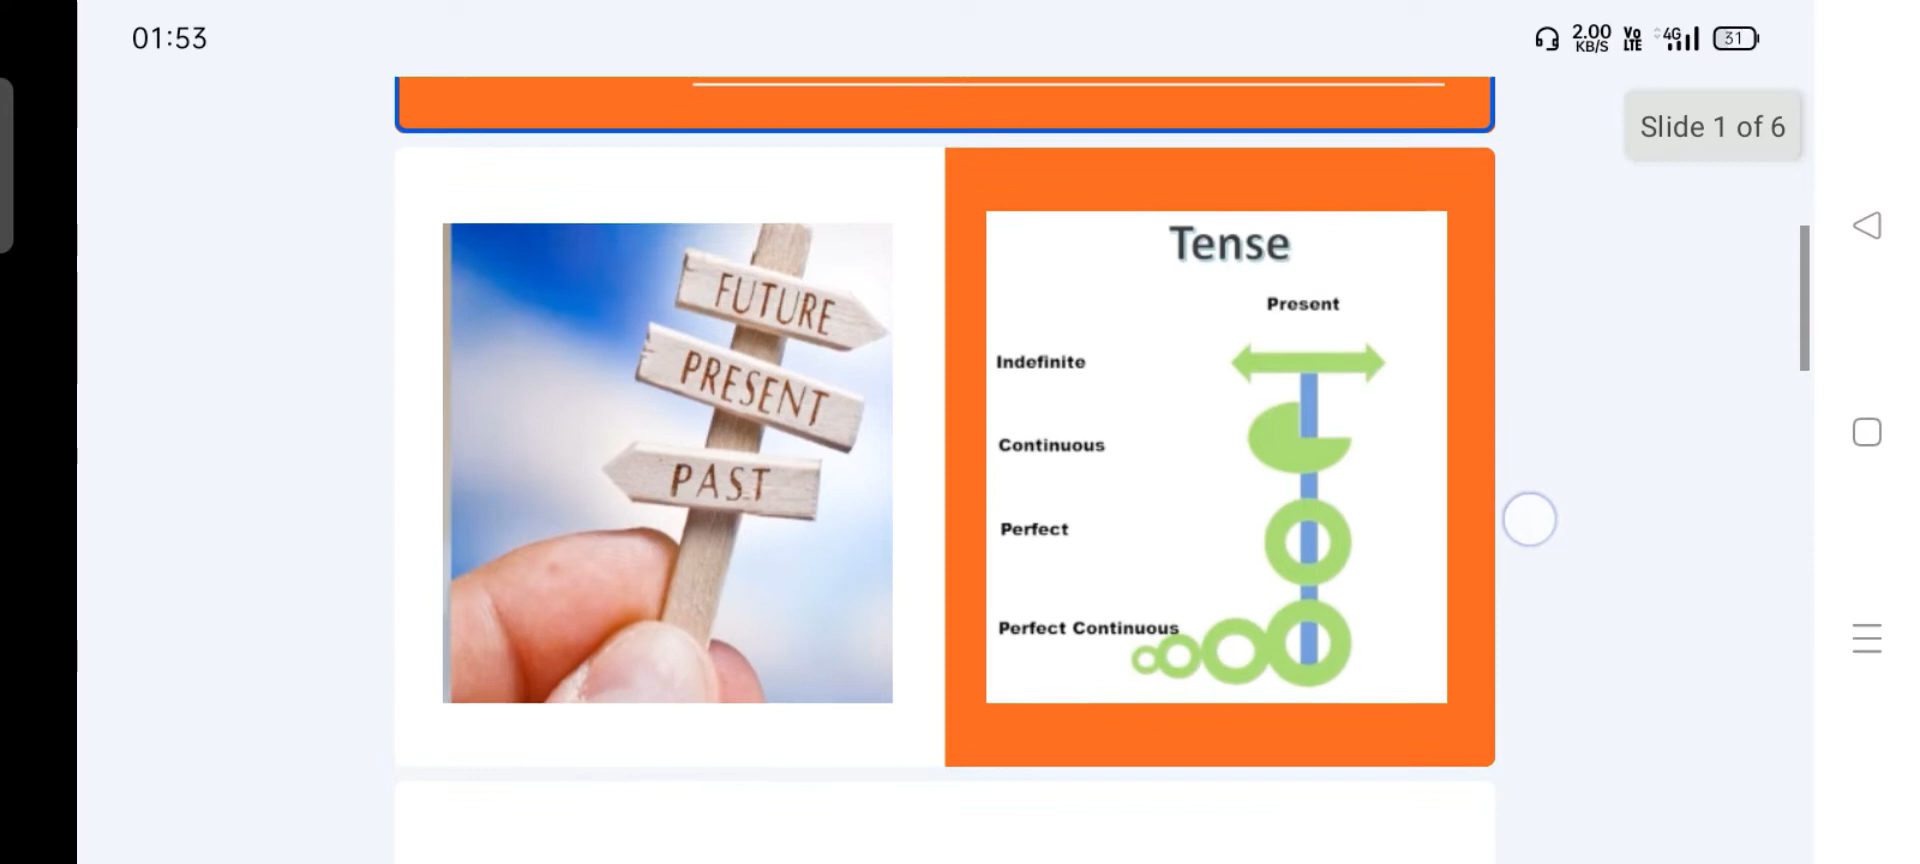 01:53
2.00
KB/S
Vo
LTE
4G
31
Slide 1 of 6
FUTURE
PRESENT
PAST
Tense
Present
Indefinite
Continuous
Perfect
Perfect Continuous